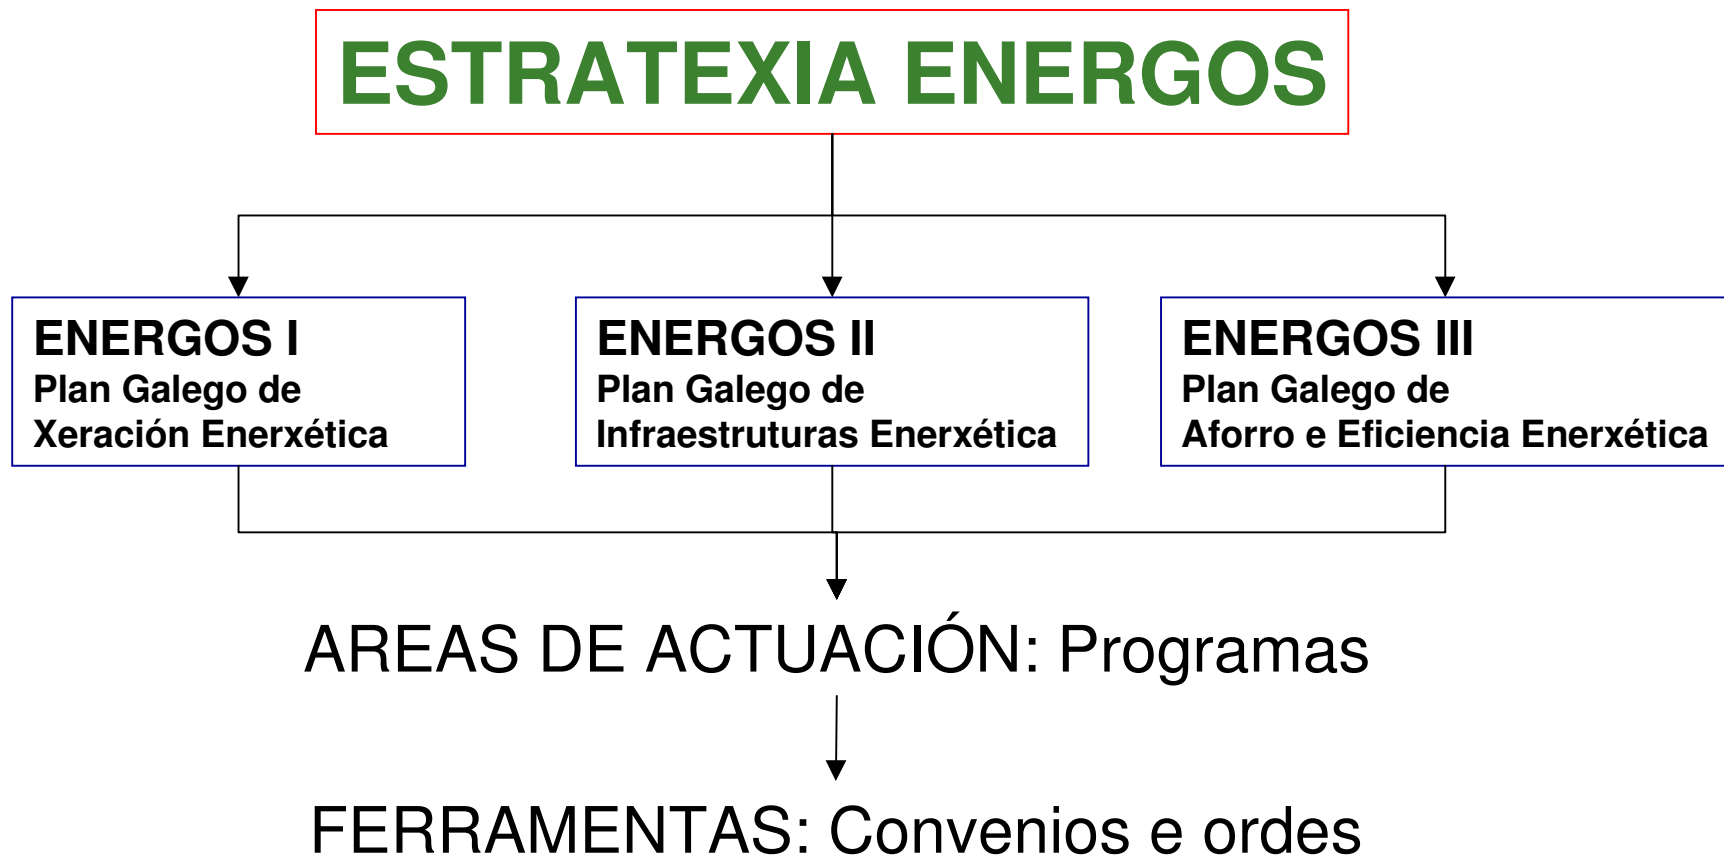 ESTRATEXIA ENERGOS
ENERGOS I
Plan Galego de
Xeración Enerxética
ENERGOS II
Plan Galego de
Infraestruturas Enerxética
ENERGOS III
Plan Galego de
Aforro e Eficiencia Enerxética
AREAS DE ACTUACIÓN: Programas
FERRAMENTAS: Convenios e ordes